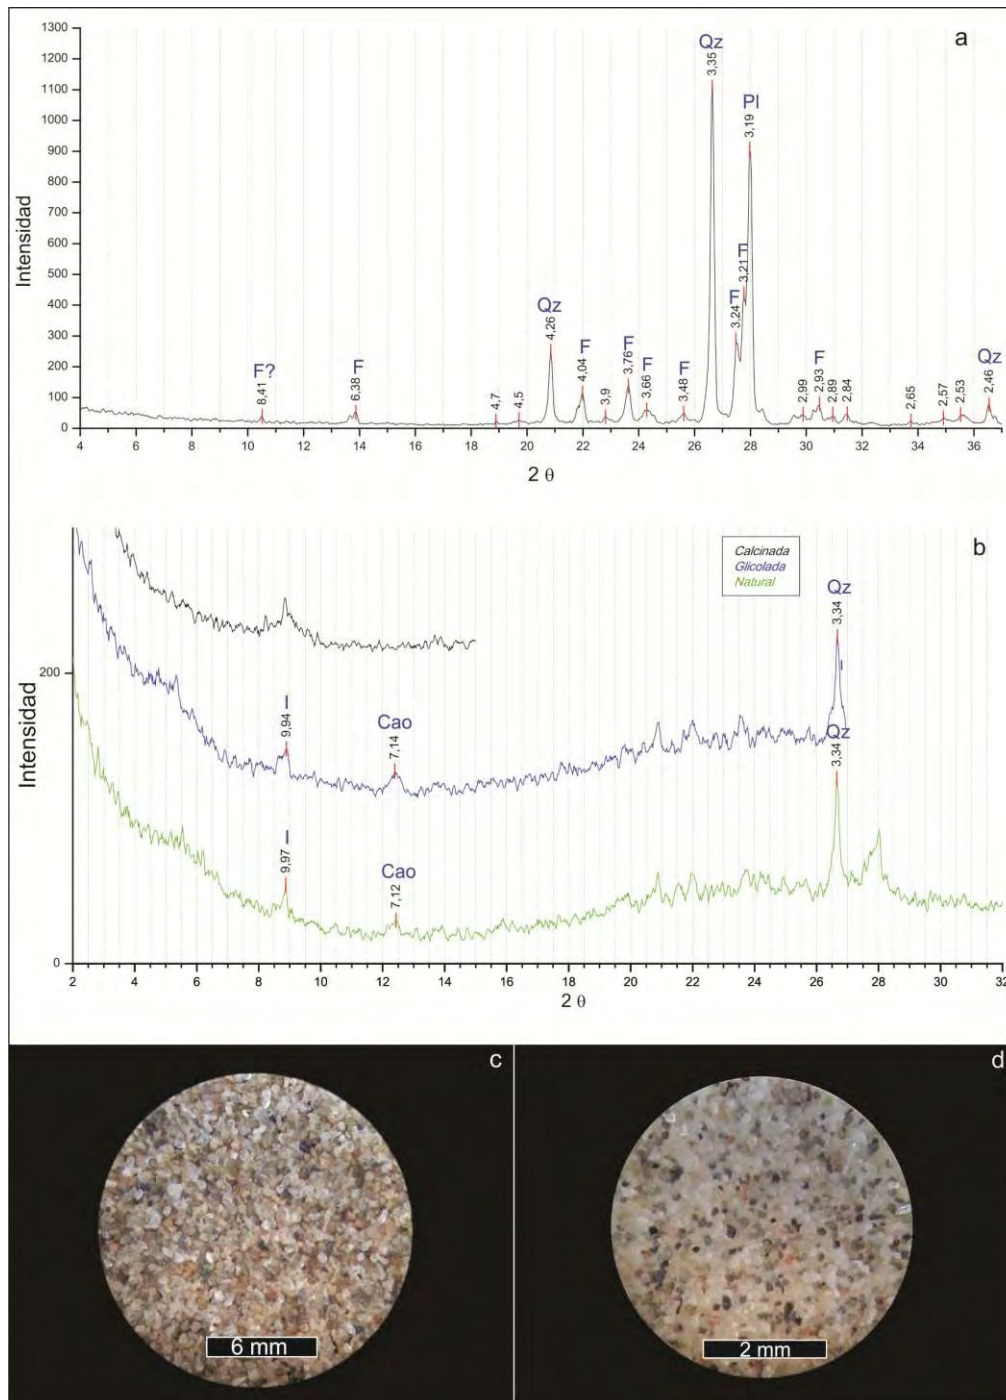 a
1300
1200
1100
1000
900
800
700
600
500
400
300
200
100
0
Intensidad
F?
8,41
F
6,38
4,7
4,5
Qz
4,26
F
4,04
3,9
F
3,76
F
3,66
F
3,48
Qz
3,35
F
3,24
F
3,21
Pl
3,19
2,99
F
2,93
2,89
2,84
2,65
2,57
2,53
Qz
2,46
4 6 8 10 12 14 16 18 20 22 24 26 28 30 32 34 36
2 θ
b
Calcinada
Glicolada
Natural
200
0
Intensidad
I
9,94
Cao
7,14
Qz
3,34
I
I
9,97
Cao
7,12
Qz
3,34
2 4 6 8 10 12 14 16 18 20 22 24 26 28 30 32
2 θ
c
6 mm
d
2 mm